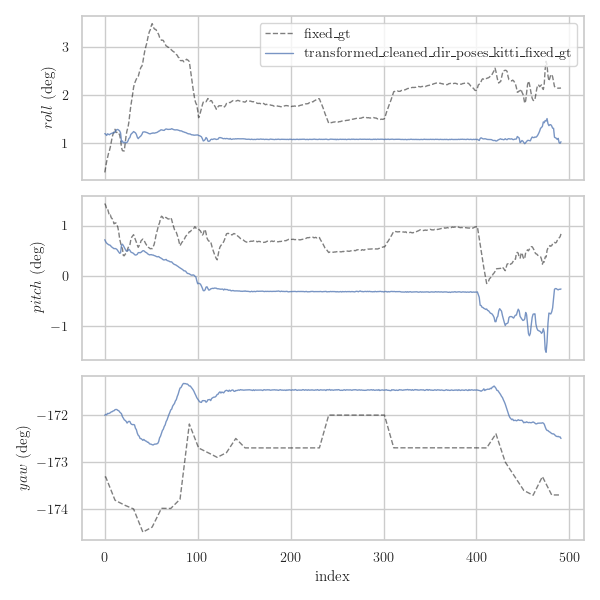 fixed_gt
transformed_cleaned_dir_poses_kitti_fixed_gt
roll (deg)
3
2
1
pitch (deg)
1
0
−1
yaw (deg)
−172
−173
−174
0 100 200 300 400 500
index